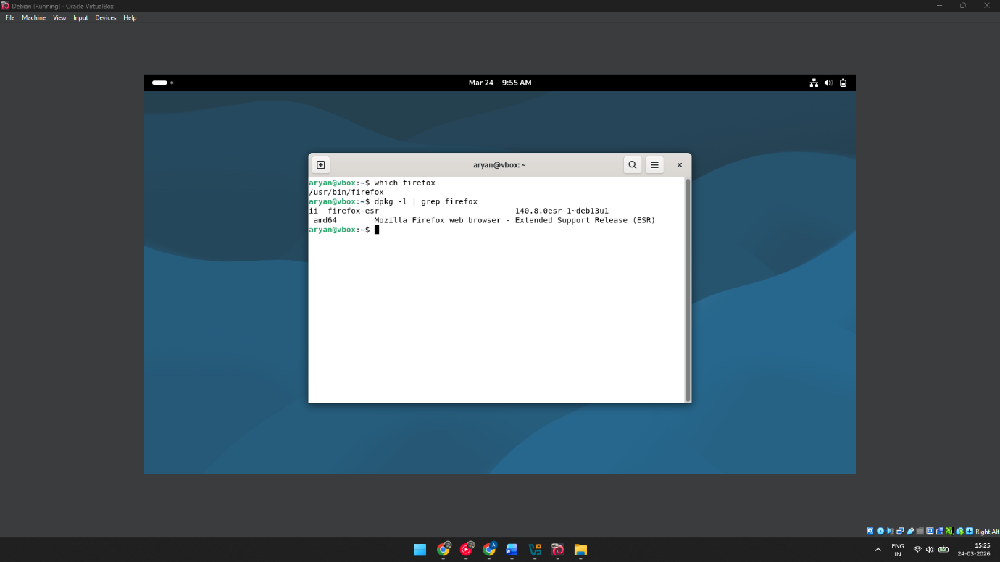 Debian [Running] - Oracle VirtualBox
File Machine View Input Devices Help
Mar 24 9:55 AM
aryan@vbox: ~
aryan@vbox:~$ which firefox
/usr/bin/firefox
aryan@vbox:~$ dpkg -l | grep firefox
ii  firefox-esr                             140.8.0esr-1~deb13u1
 amd64        Mozilla Firefox web browser - Extended Support Release (ESR)
aryan@vbox:~$
Right Alt
ENG
IN
15:25
24-03-2026